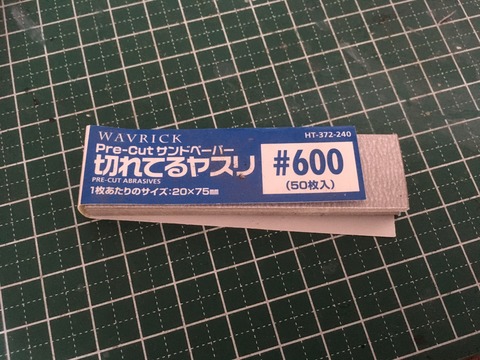 WAVRICK
HT-372-240
Pre-Cut サンドペーパー
切れてるヤスリ
PRE-CUT ABRASIVES
1枚あたりのサイズ:20×75㎜
#600
(50枚入)